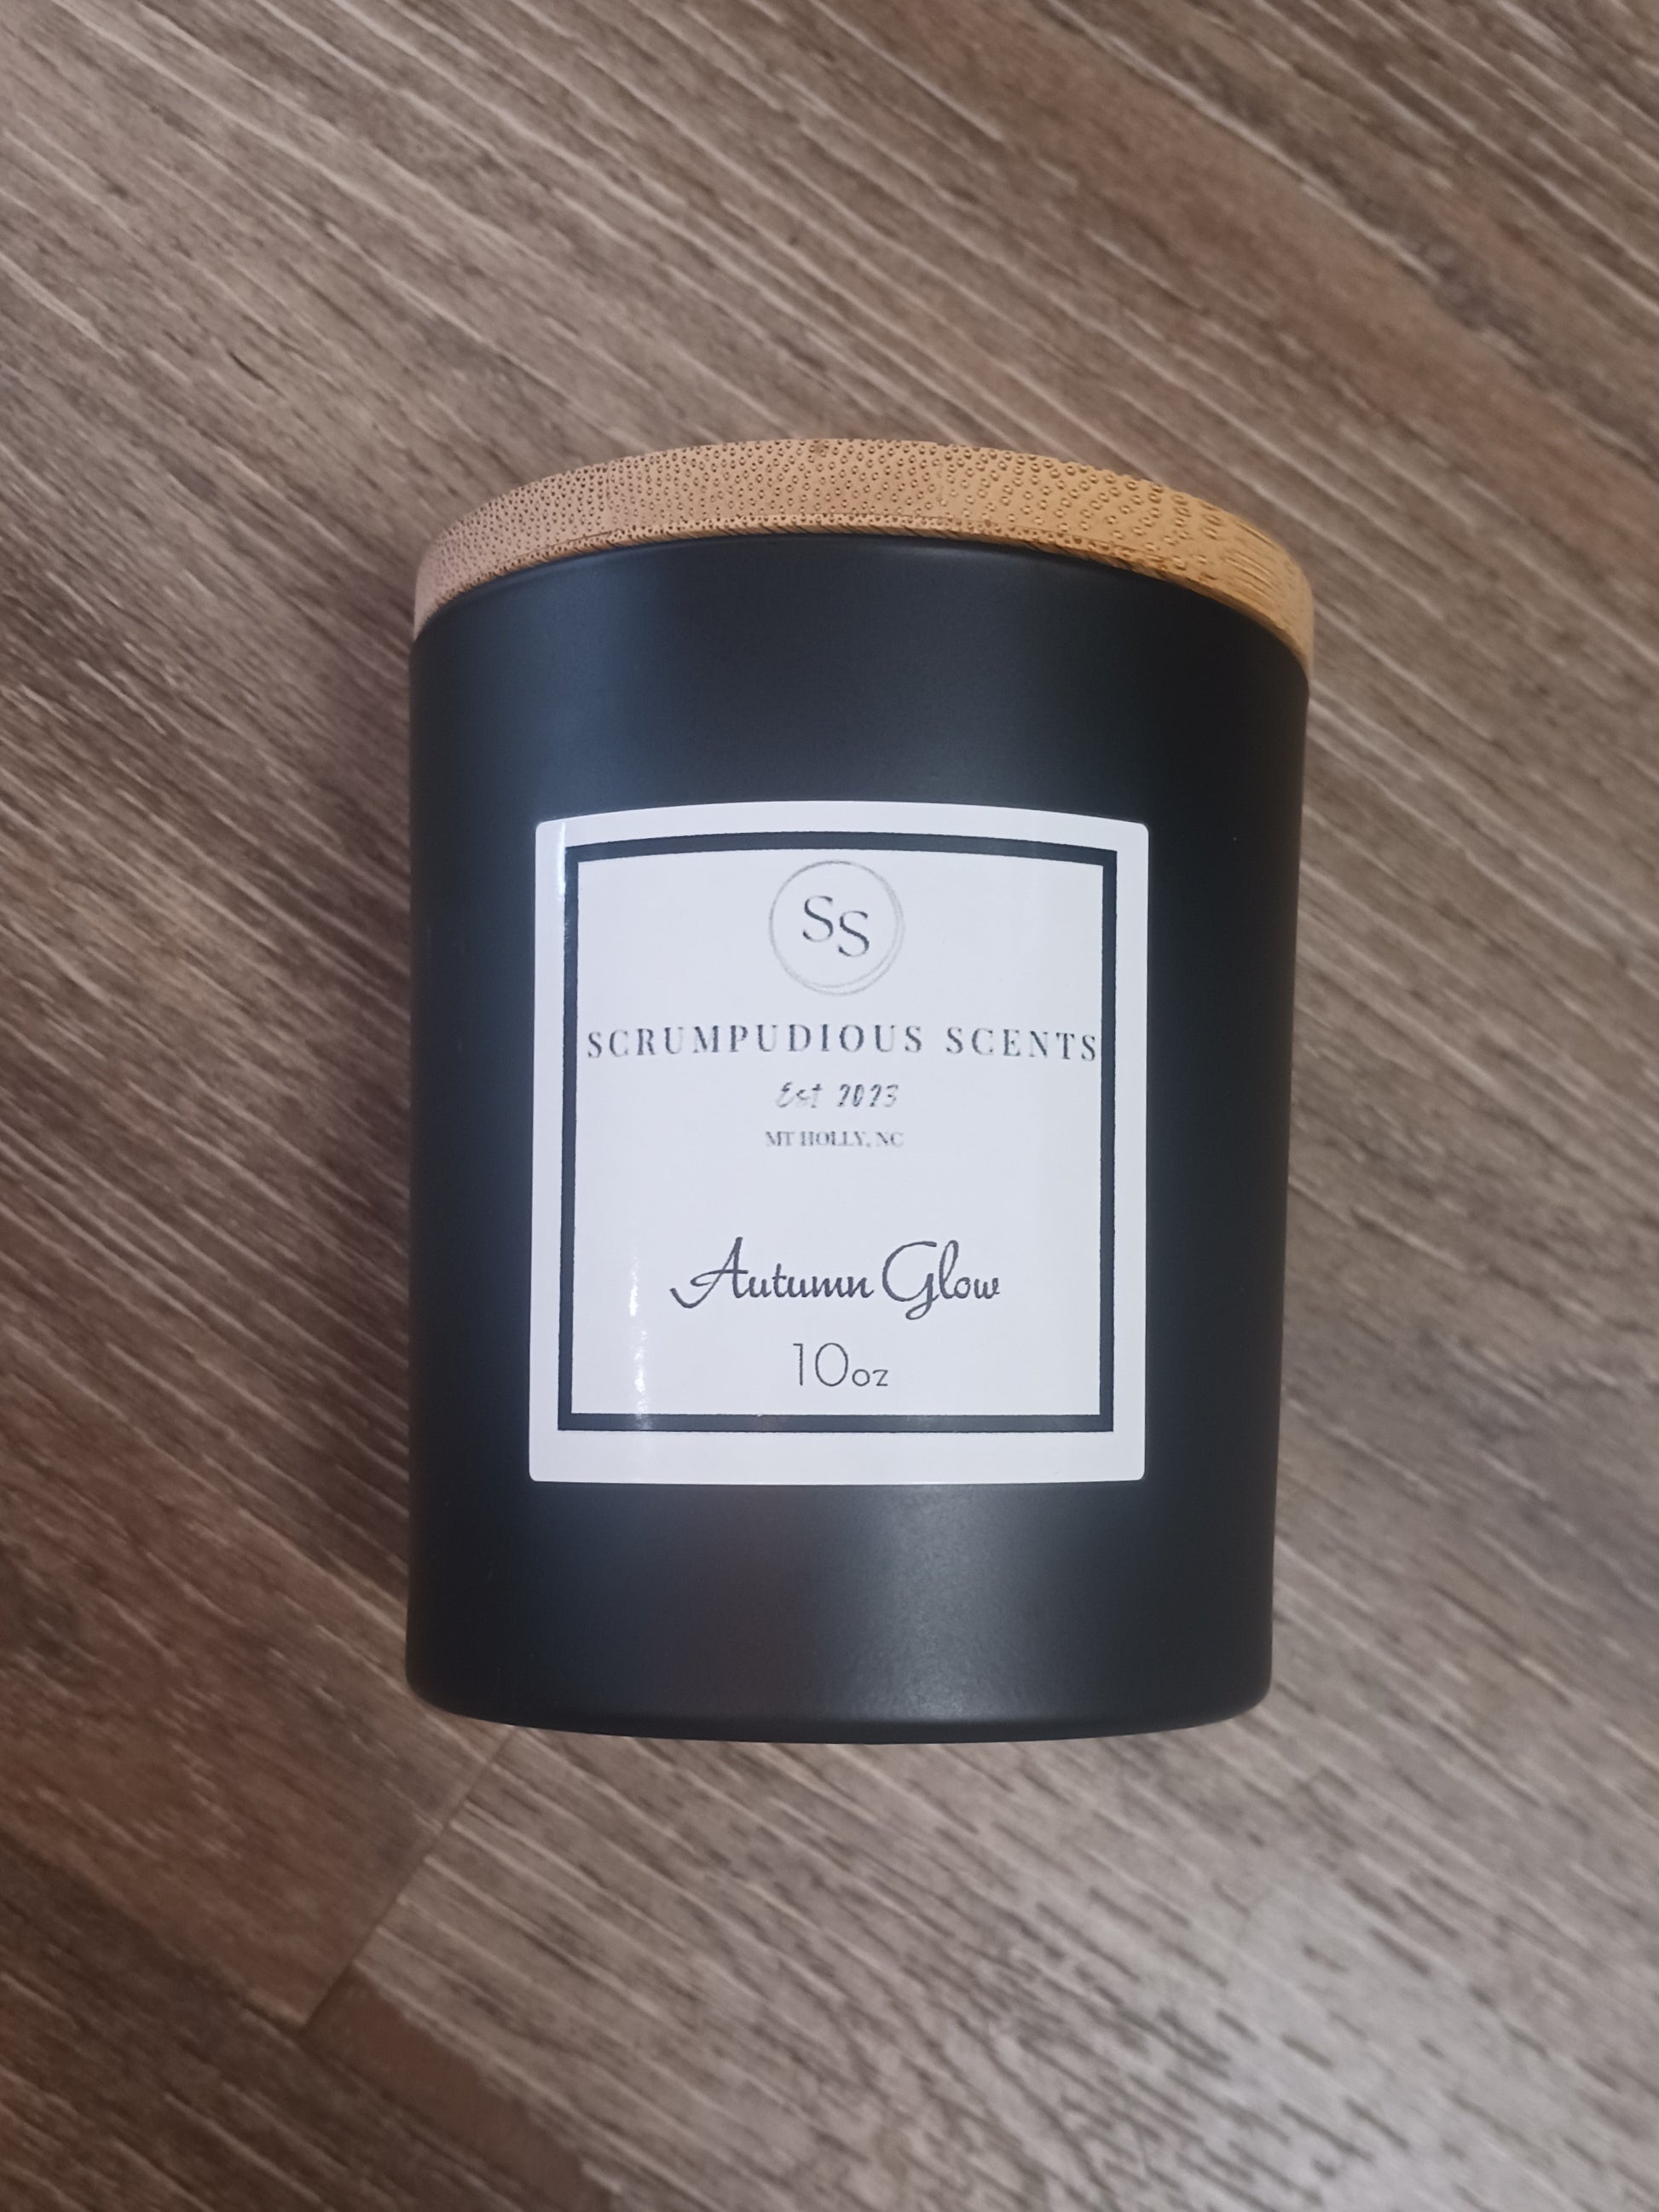 SS
SCRUMPUDIOUS SCENTS
Est 2023
MT HOLLY, NC
Autumn Glow
10oz